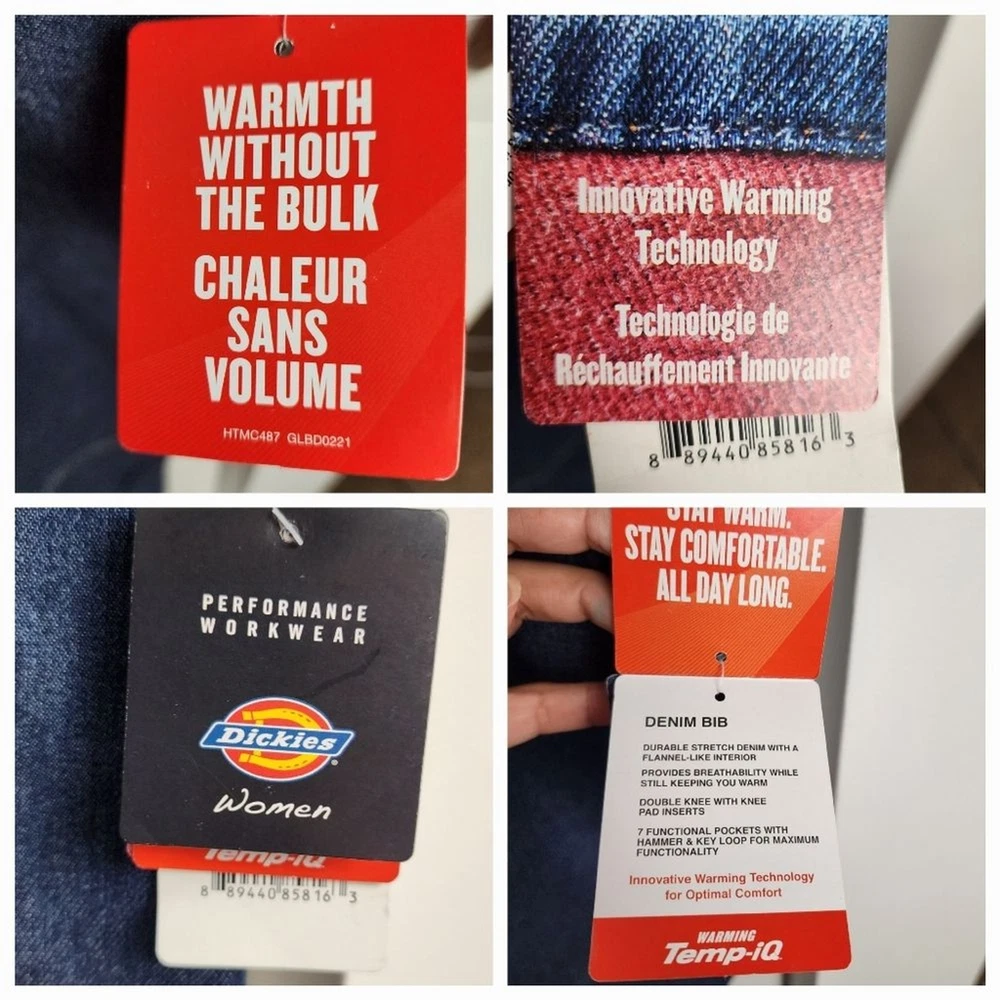 WARMTH
WITHOUT
THE BULK
CHALEUR
SANS
VOLUME
HTMC487 GLBD0221
Innovative Warming
Technology
Technologie de
Réchauffement Innovante
8 89440 85816 3
PERFORMANCE
WORKWEAR
Dickies
Women
Temp-iQ
8 89440 85816 3
STAY WARM.
STAY COMFORTABLE.
ALL DAY LONG.
DENIM BIB
DURABLE STRETCH DENIM WITH A
FLANNEL-LIKE INTERIOR
PROVIDES BREATHABILITY WHILE
STILL KEEPING YOU WARM
DOUBLE KNEE WITH KNEE
PAD INSERTS
7 FUNCTIONAL POCKETS WITH
HAMMER & KEY LOOP FOR MAXIMUM
FUNCTIONALITY
Innovative Warming Technology
for Optimal Comfort
WARMING
Temp-iQ